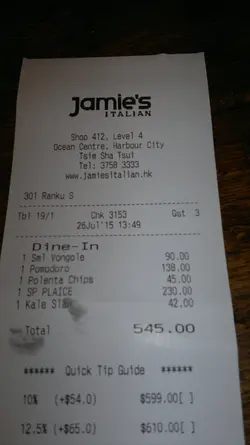 Jamie's
ITALIAN
Shop 412, Level 4
Ocean Centre, Harbour City
Tsim Sha Tsui
Tel: 3758 3333
www.jamiesitalian.hk
301 Ranku S
Tbl 19/1 Chk 3153 Gst 3
26Jul'15 13:49
Dine-In
1 Sml Vongole 90.00
1 Pomodoro 138.00
1 Polenta Chips 45.00
1 SP PLAICE 230.00
1 Kale Slaw 42.00
Total 545.00
****** Quick Tip Guide ******
10% (+$54.0) $599.00[ ]
12.5% (+$65.0) $610.00[ ]